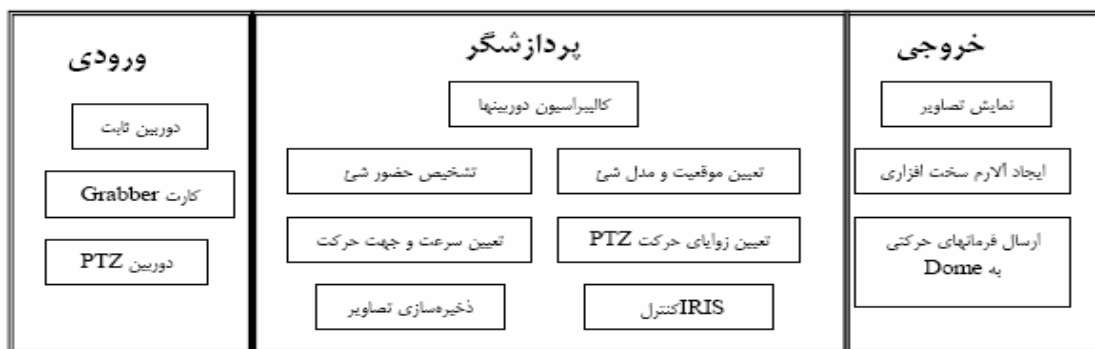 ورودی
دوربین ثابت
کارت Grabber
دوربین PTZ
پردازشگر
کالیبراسیون دوربینها
تشخیص حضور شئ
تعیین موقعیت و مدل شئ
تعیین سرعت و جهت حرکت
تعیین زوایای حرکت PTZ
ذخیره‌سازی تصاویر
IRISکنترل
خروجی
نمایش تصاویر
ایجاد آلارم سخت افزاری
ارسال فرمانهای حرکتی
به Dome